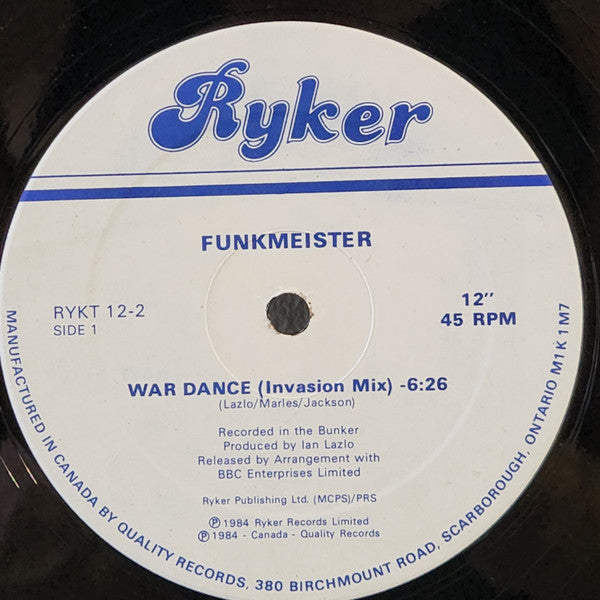 Ryker
FUNKMEISTER
RYKT 12-2
SIDE 1
12"
45 RPM
WAR DANCE (Invasion Mix) -6:26
(Lazlo/Marles/Jackson)
Recorded in the Bunker
Produced by Ian Lazlo
Released by Arrangement with
BBC Enterprises Limited
Ryker Publishing Ltd. (MCPS)/PRS
℗ 1984 Ryker Records Limited
℗ 1984 - Canada - Quality Records
MANUFACTURED IN CANADA BY QUALITY RECORDS, 380 BIRCHMOUNT ROAD, SCARBOROUGH, ONTARIO M1K 1M7